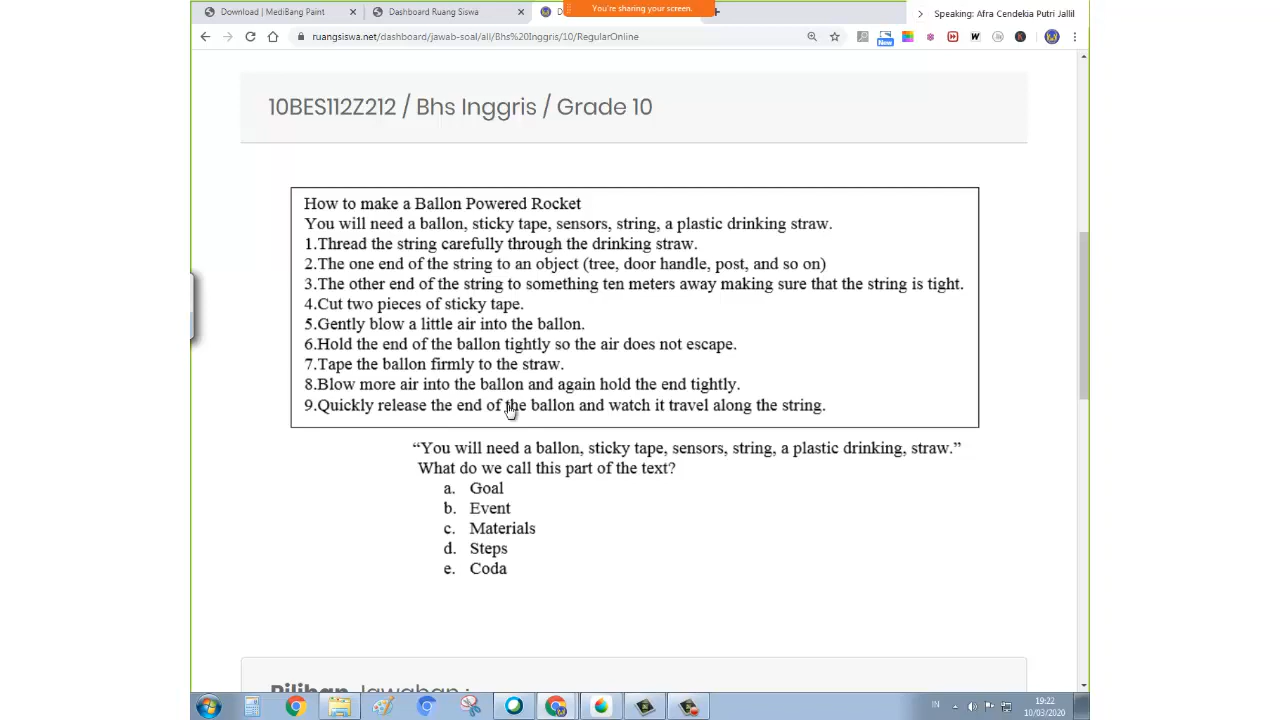 Download | MediBang Paint
Dashboard Ruang Siswa
You're sharing your screen.
Speaking: Afra Cendekia Putri Jallil
ruangsiswa.net/dashboard/jawab-soal/all/Bhs%20Inggris/10/RegularOnline
New
10BES112Z212 / Bhs Inggris / Grade 10
How to make a Ballon Powered Rocket
You will need a ballon, sticky tape, sensors, string, a plastic drinking straw.
1.Thread the string carefully through the drinking straw.
2.The one end of the string to an object (tree, door handle, post, and so on)
3.The other end of the string to something ten meters away making sure that the string is tight.
4.Cut two pieces of sticky tape.
5.Gently blow a little air into the ballon.
6.Hold the end of the ballon tightly so the air does not escape.
7.Tape the ballon firmly to the straw.
8.Blow more air into the ballon and again hold the end tightly.
9.Quickly release the end of the ballon and watch it travel along the string.
“You will need a ballon, sticky tape, sensors, string, a plastic drinking, straw.”
What do we call this part of the text?
a. Goal
b. Event
c. Materials
d. Steps
e. Coda
Pilihan Jawaban :
IN
19:22
10/03/2020